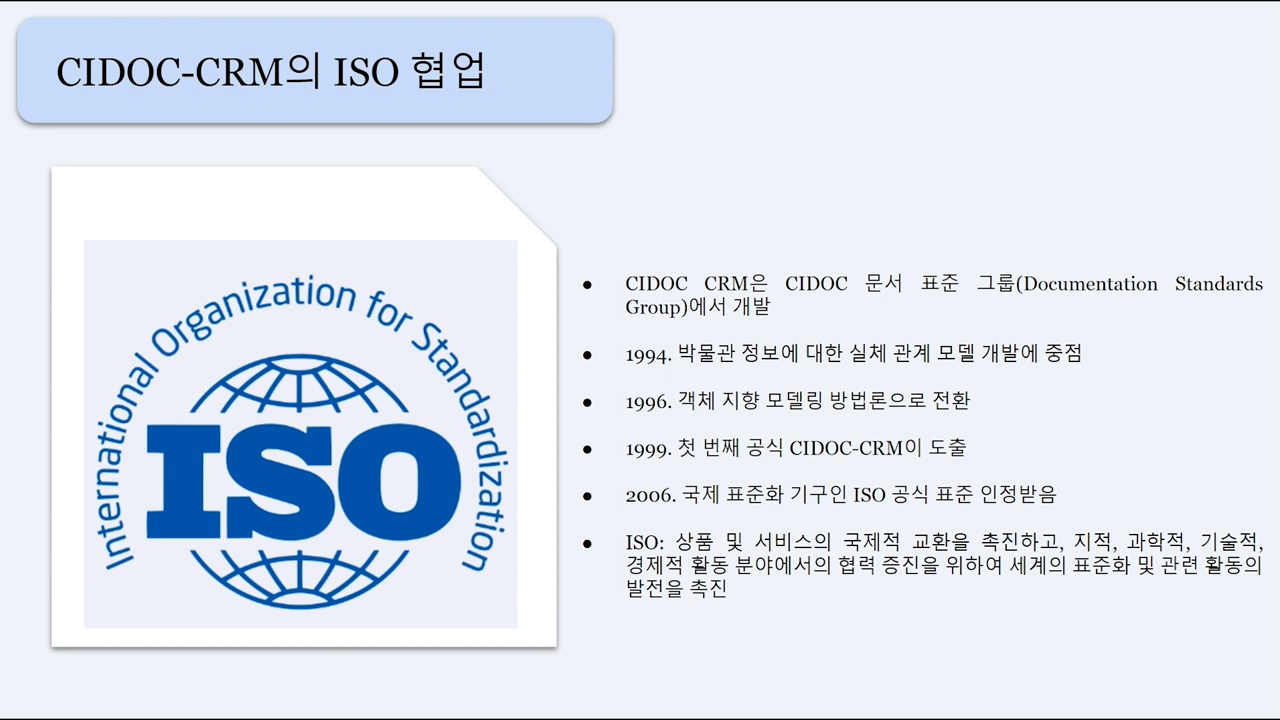 CIDOC-CRM의 ISO 협업
International Organization for Standardization
ISO
● CIDOC CRM은 CIDOC 문서 표준 그룹(Documentation Standards
Group)에서 개발
● 1994. 박물관 정보에 대한 실체 관계 모델 개발에 중점
● 1996. 객체 지향 모델링 방법론으로 전환
● 1999. 첫 번째 공식 CIDOC-CRM이 도출
● 2006. 국제 표준화 기구인 ISO 공식 표준 인정받음
● ISO: 상품 및 서비스의 국제적 교환을 촉진하고, 지적, 과학적, 기술적,
경제적 활동 분야에서의 협력 증진을 위하여 세계의 표준화 및 관련 활동의
발전을 촉진